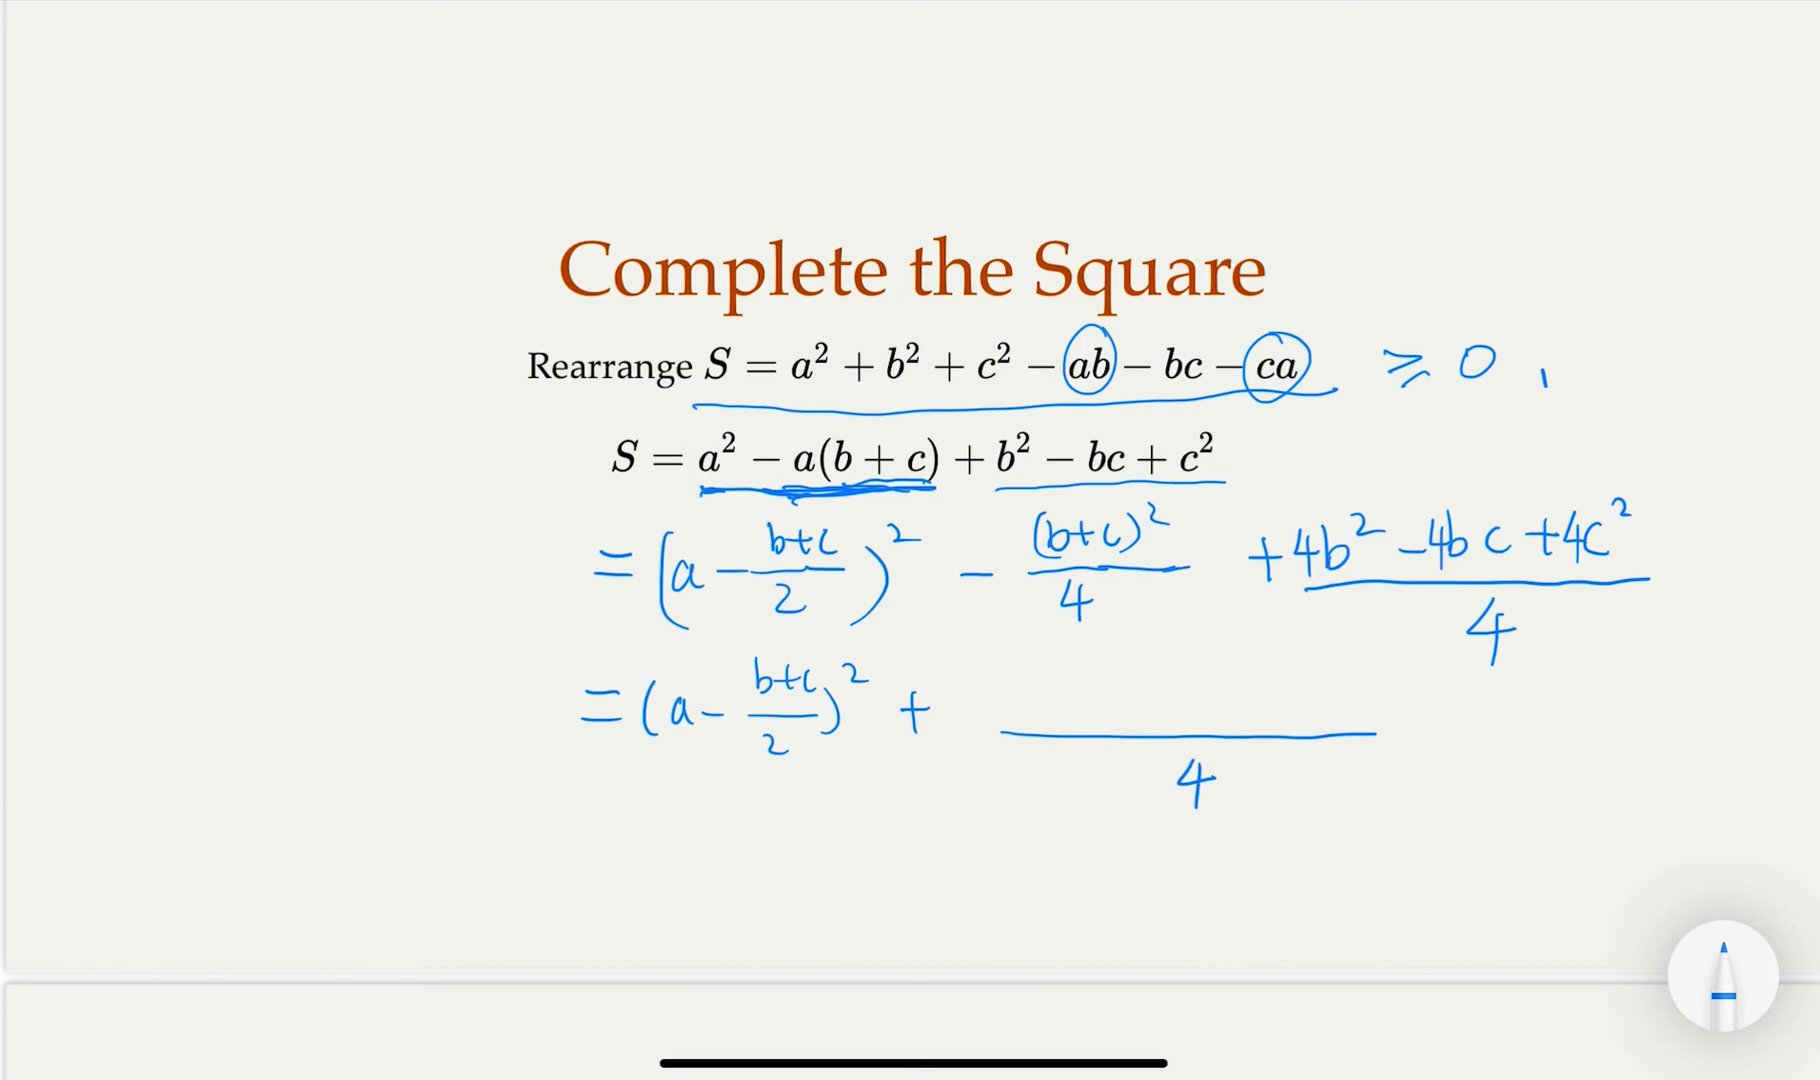 Complete the Square
Rearrange S = a² + b² + c² − ab − bc − ca ⩾ 0 ,
S = a² − a(b + c) + b² − bc + c²
= (a − (b+c)/2)² − (b+c)²/4 + (4b² − 4bc + 4c²)/4
= (a − (b+c)/2)² + ——/4